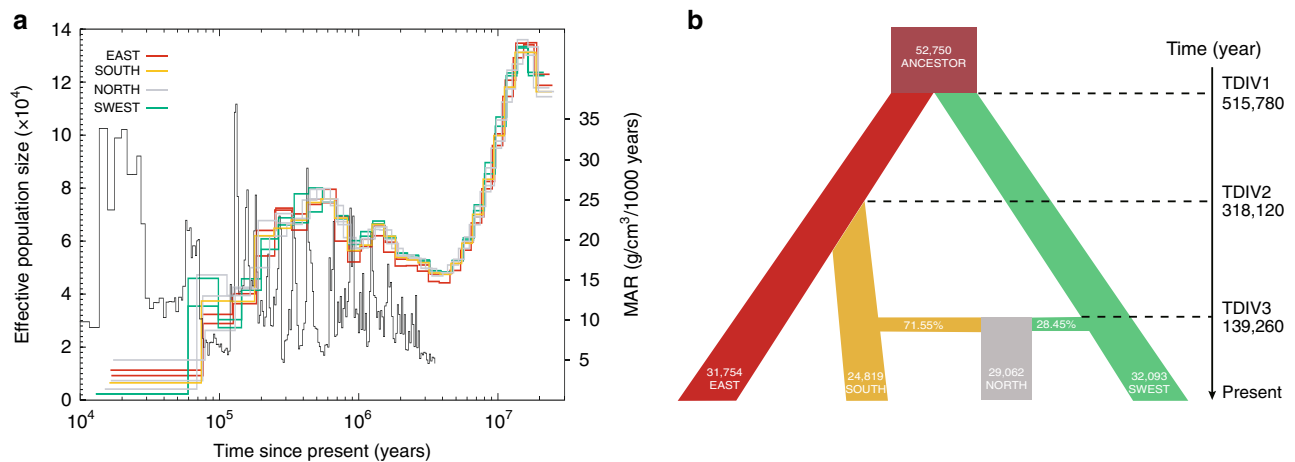 a
Effective population size (×10⁴)
14
12
10
8
6
4
2
0
EAST
SOUTH
NORTH
SWEST
35
30
25
20
15
10
5
MAR (g/cm³/1000 years)
10⁴
10⁵
10⁶
10⁷
Time since present (years)
b
52,750
ANCESTOR
Time (year)
TDIV1
515,780
TDIV2
318,120
TDIV3
139,260
71.55%
28.45%
31,754
EAST
24,819
SOUTH
29,062
NORTH
32,093
SWEST
Present